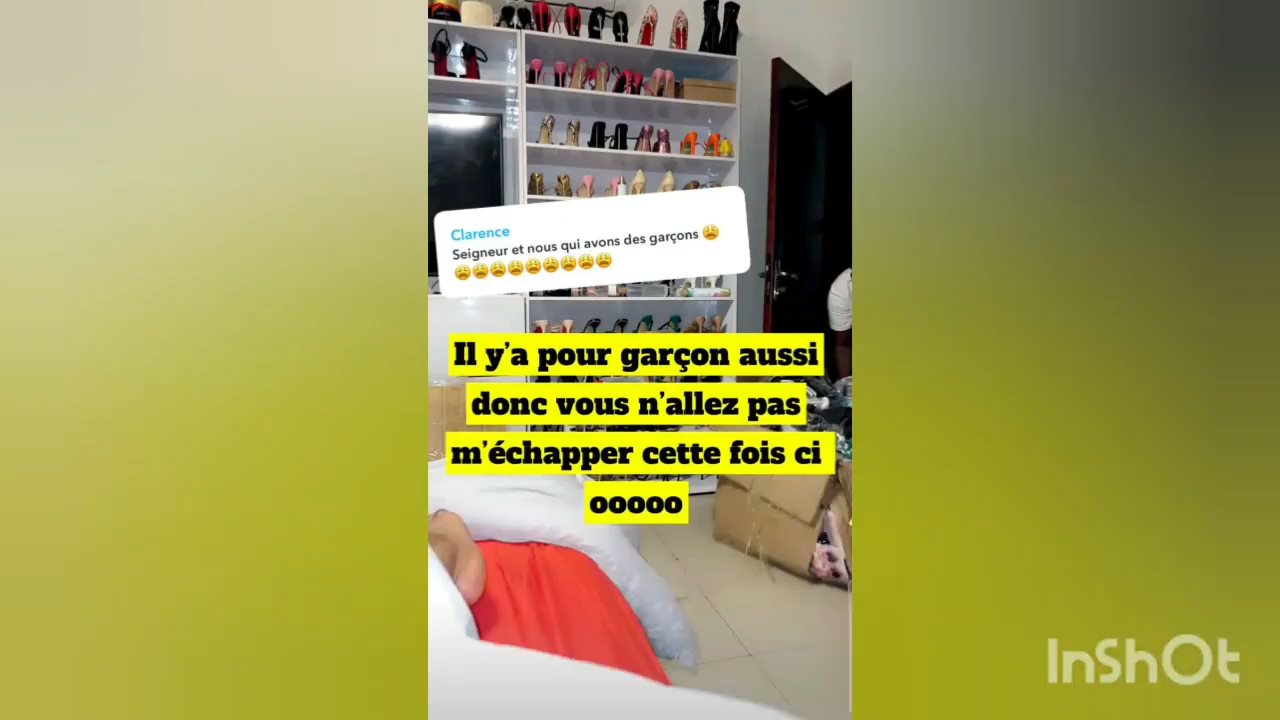 Clarence
Seigneur et nous qui avons des garçons 😩
😩😩😩😩😩😩😩😩😩
Il y'a pour garçon aussi
donc vous n'allez pas
m'échapper cette fois ci
ooooo
InShOt